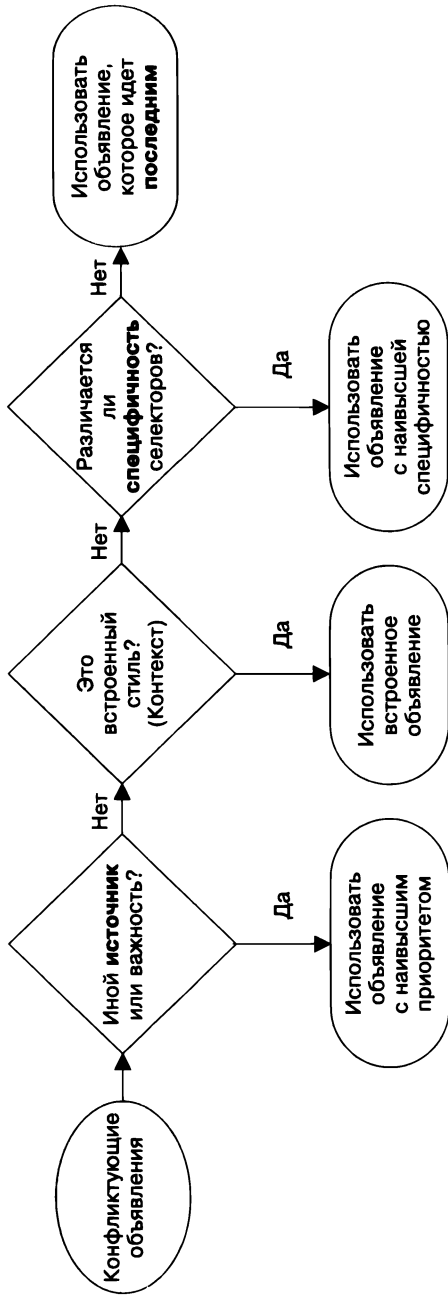 Конфликтующие
объявления
Иной источник
или важность?
Да
Использовать
объявление
с наивысшим
приоритетом
Нет
Это
встроенный
стиль?
(Контекст)
Да
Использовать
встроенное
объявление
Нет
Различается
ли
специфичность
селекторов?
Да
Использовать
объявление
с наивысшей
специфичностью
Нет
Использовать
объявление,
которое идет
последним